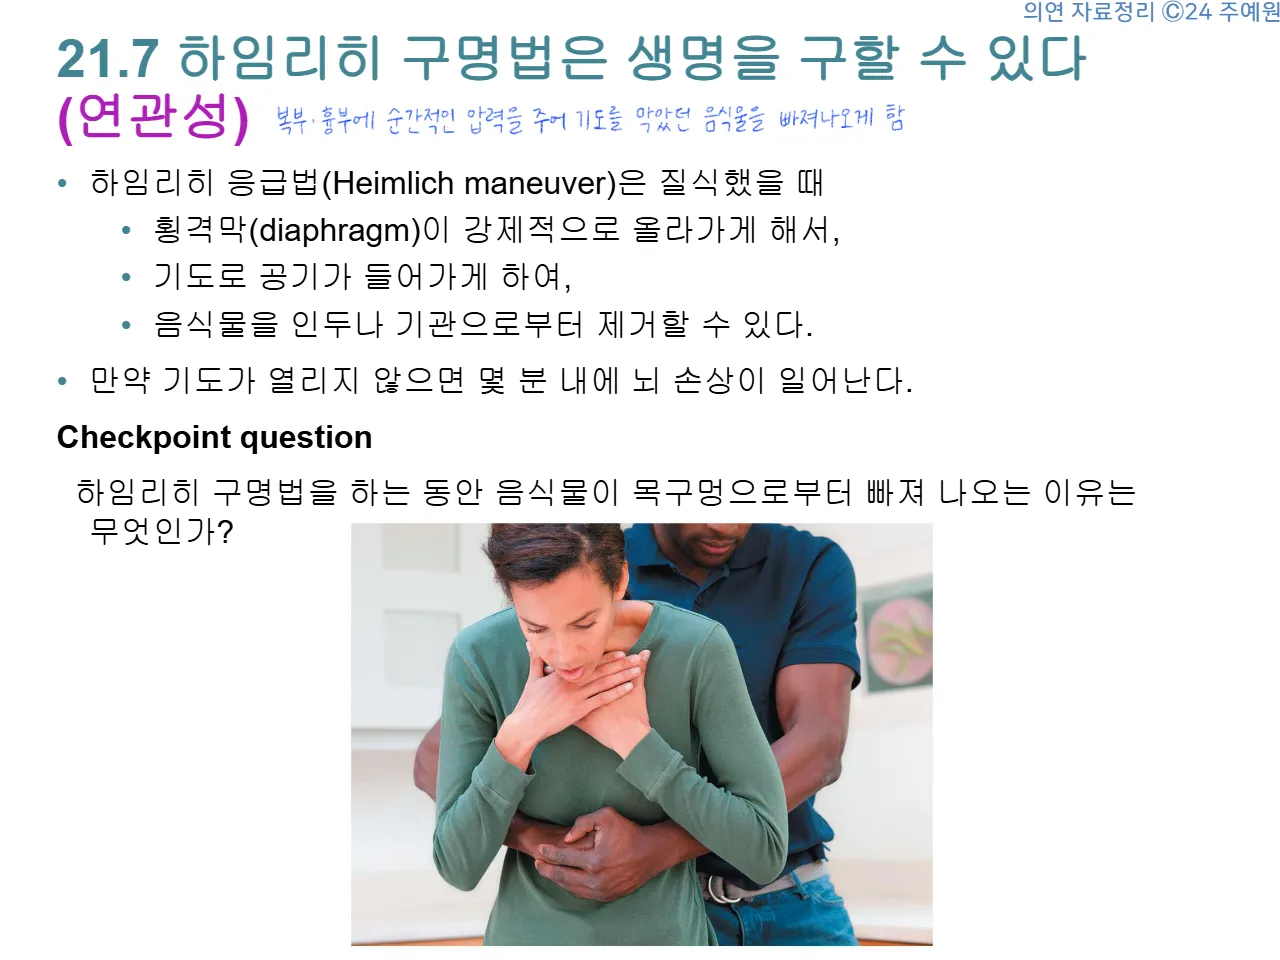 의연 자료정리 ©24 주예원
21.7 하임리히 구명법은 생명을 구할 수 있다
(연관성) 복부·흉부에 순간적인 압력을 주어 기도를 막았던 음식물을 빠져나오게 함
• 하임리히 응급법(Heimlich maneuver)은 질식했을 때
• 횡격막(diaphragm)이 강제적으로 올라가게 해서,
• 기도로 공기가 들어가게 하여,
• 음식물을 인두나 기관으로부터 제거할 수 있다.
• 만약 기도가 열리지 않으면 몇 분 내에 뇌 손상이 일어난다.
Checkpoint question
하임리히 구명법을 하는 동안 음식물이 목구멍으로부터 빠져 나오는 이유는
무엇인가?